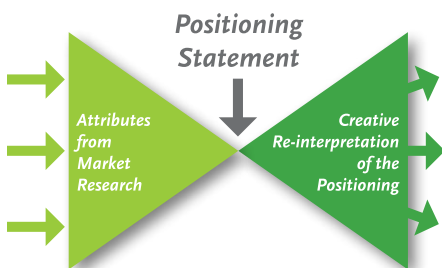 Positioning
Statement
Attributes
from
Market
Research
Creative
Re-interpretation
of the
Positioning